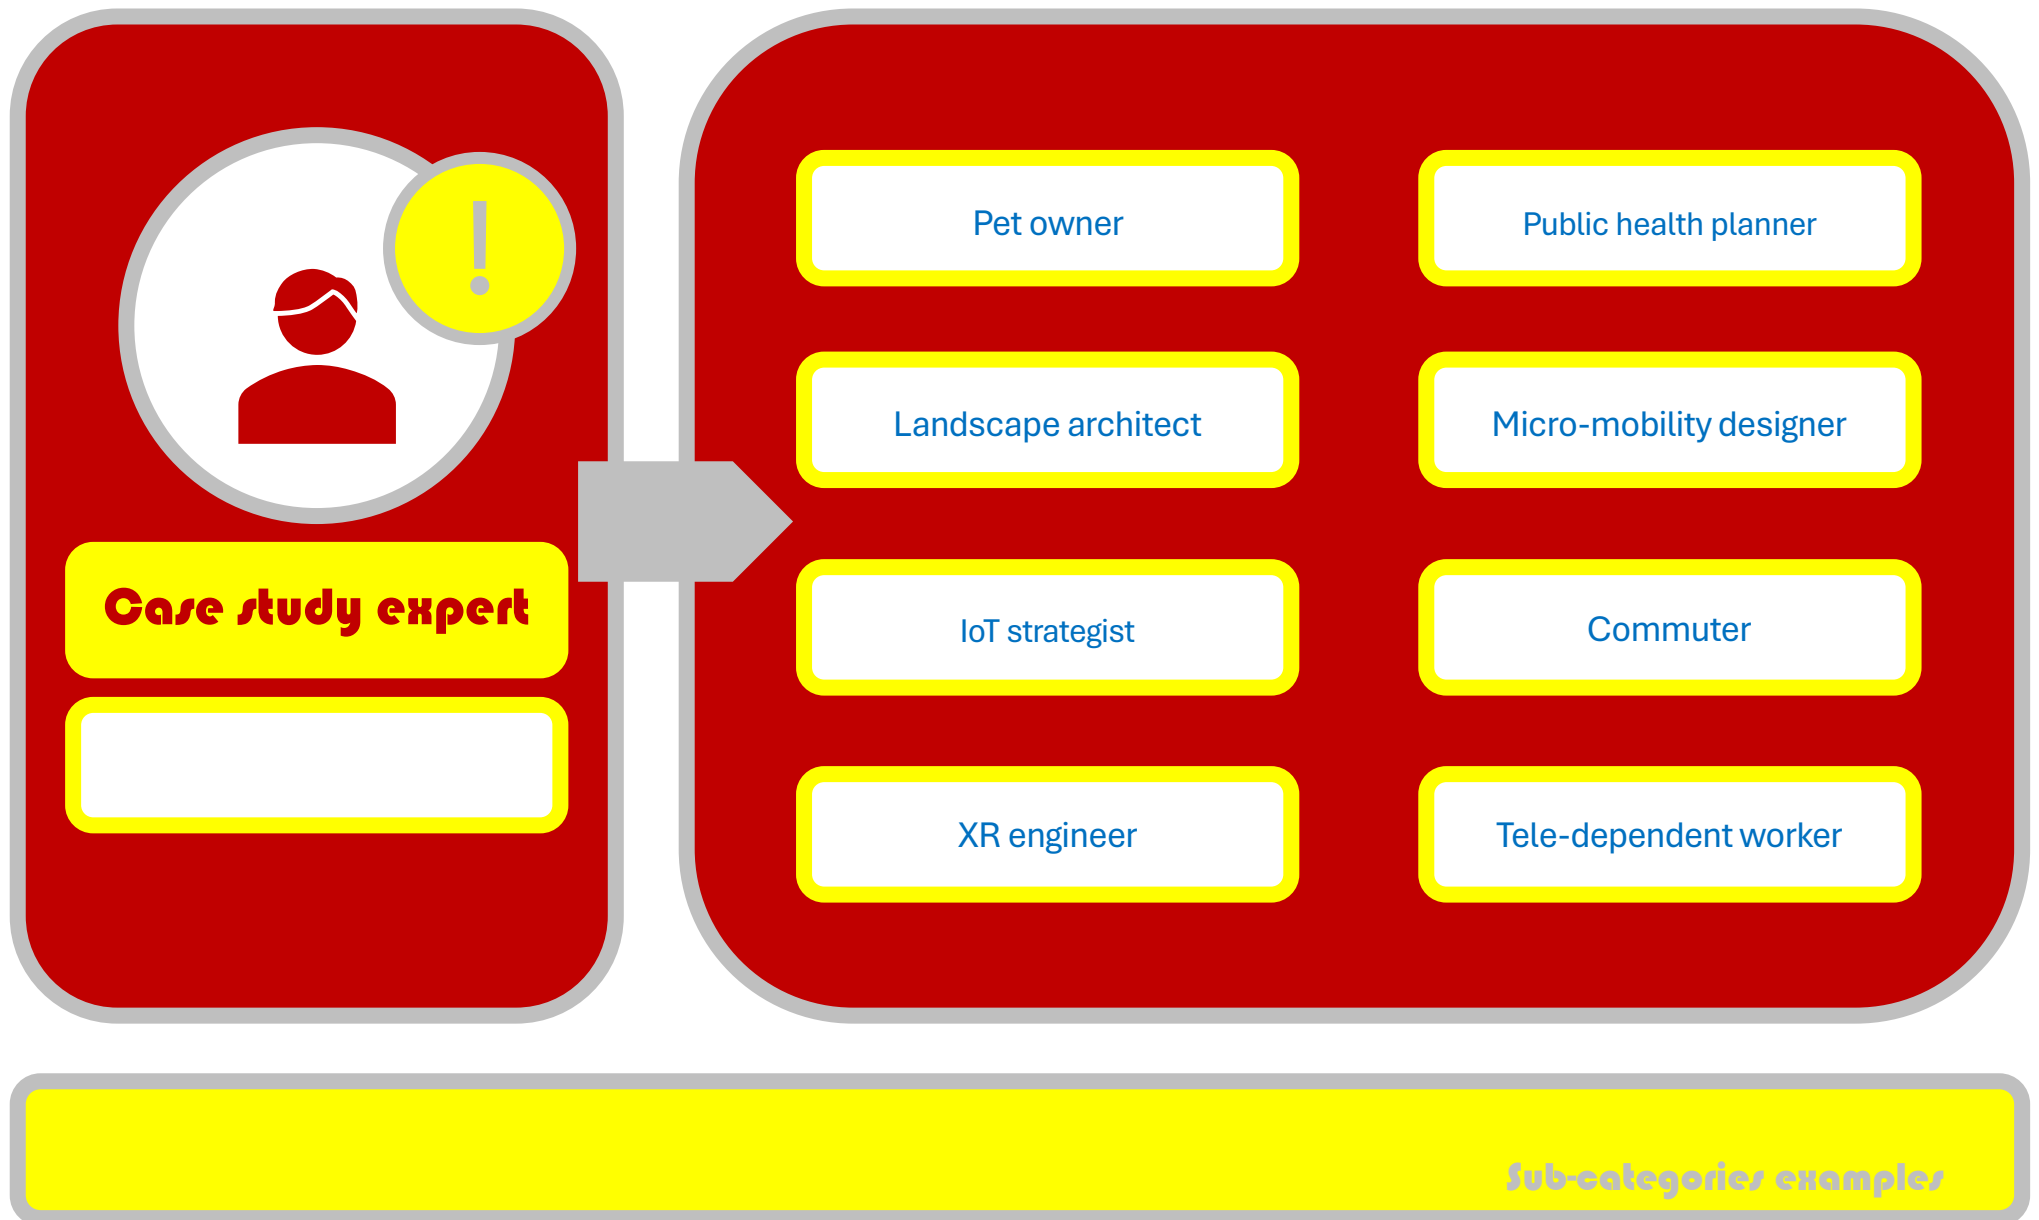 !
Case study expert
Pet owner
Public health planner
Landscape architect
Micro-mobility designer
IoT strategist
Commuter
XR engineer
Tele-dependent worker
Sub-categories examples